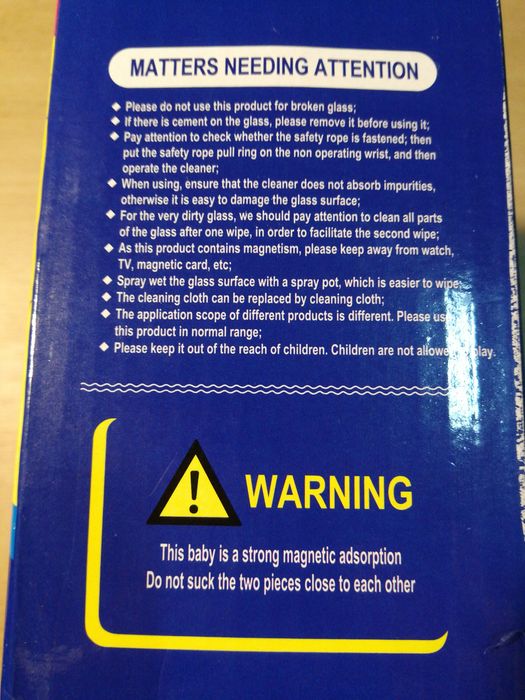 MATTERS NEEDING ATTENTION
◆ Please do not use this product for broken glass;
◆ If there is cement on the glass, please remove it before using it;
◆ Pay attention to check whether the safety rope is fastened; then
put the safety rope pull ring on the non operating wrist, and then
operate the cleaner;
◆ When using, ensure that the cleaner does not absorb impurities,
otherwise it is easy to damage the glass surface;
◆ For the very dirty glass, we should pay attention to clean all parts
of the glass after one wipe, in order to facilitate the second wipe;
◆ As this product contains magnetism, please keep away from watch,
TV, magnetic card, etc;
◆ Spray wet the glass surface with a spray pot, which is easier to wipe;
◆ The cleaning cloth can be replaced by cleaning cloth;
◆ The application scope of different products is different. Please use
this product in normal range;
◆ Please keep it out of the reach of children. Children are not allowed play.
WARNING
This baby is a strong magnetic adsorption
Do not suck the two pieces close to each other